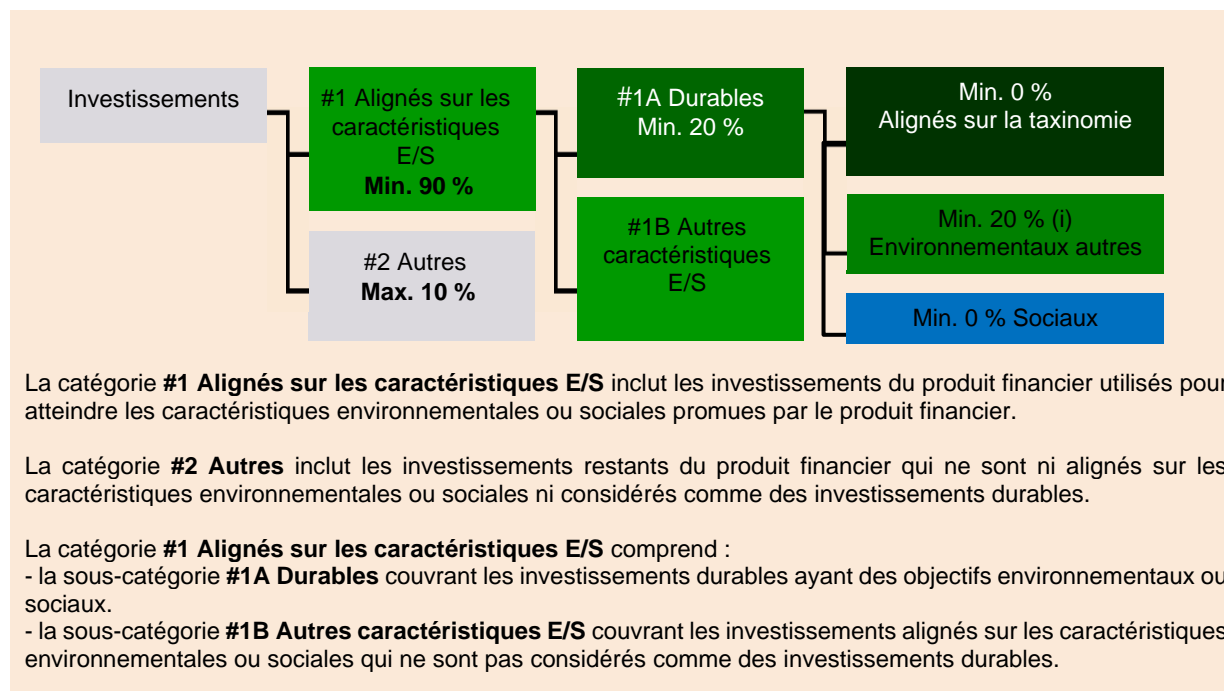 Investissements
#1 Alignés sur les
caractéristiques
E/S
Min. 90 %
#2 Autres
Max. 10 %
#1A Durables
Min. 20 %
#1B Autres
caractéristiques
E/S
Min. 0 %
Alignés sur la taxinomie
Min. 20 % (i)
Environnementaux autres
Min. 0 % Sociaux
La catégorie #1 Alignés sur les caractéristiques E/S inclut les investissements du produit financier utilisés pour
atteindre les caractéristiques environnementales ou sociales promues par le produit financier.
La catégorie #2 Autres inclut les investissements restants du produit financier qui ne sont ni alignés sur les
caractéristiques environnementales ou sociales ni considérés comme des investissements durables.
La catégorie #1 Alignés sur les caractéristiques E/S comprend :
- la sous-catégorie #1A Durables couvrant les investissements durables ayant des objectifs environnementaux ou
sociaux.
- la sous-catégorie #1B Autres caractéristiques E/S couvrant les investissements alignés sur les caractéristiques
environnementales ou sociales qui ne sont pas considérés comme des investissements durables.